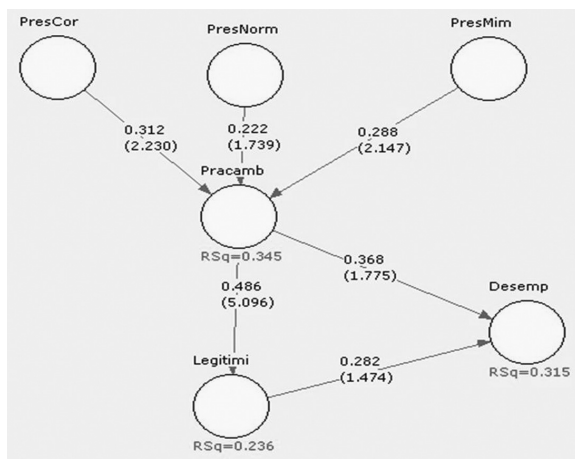 PresCor
PresNorm
PresMim
0.312
(2.230)
0.222
(1.739)
0.288
(2.147)
Pracamb
RSq=0.345
0.368
(1.775)
0.486
(5.096)
Desemp
RSq=0.315
Legitimi
0.282
(1.474)
RSq=0.236